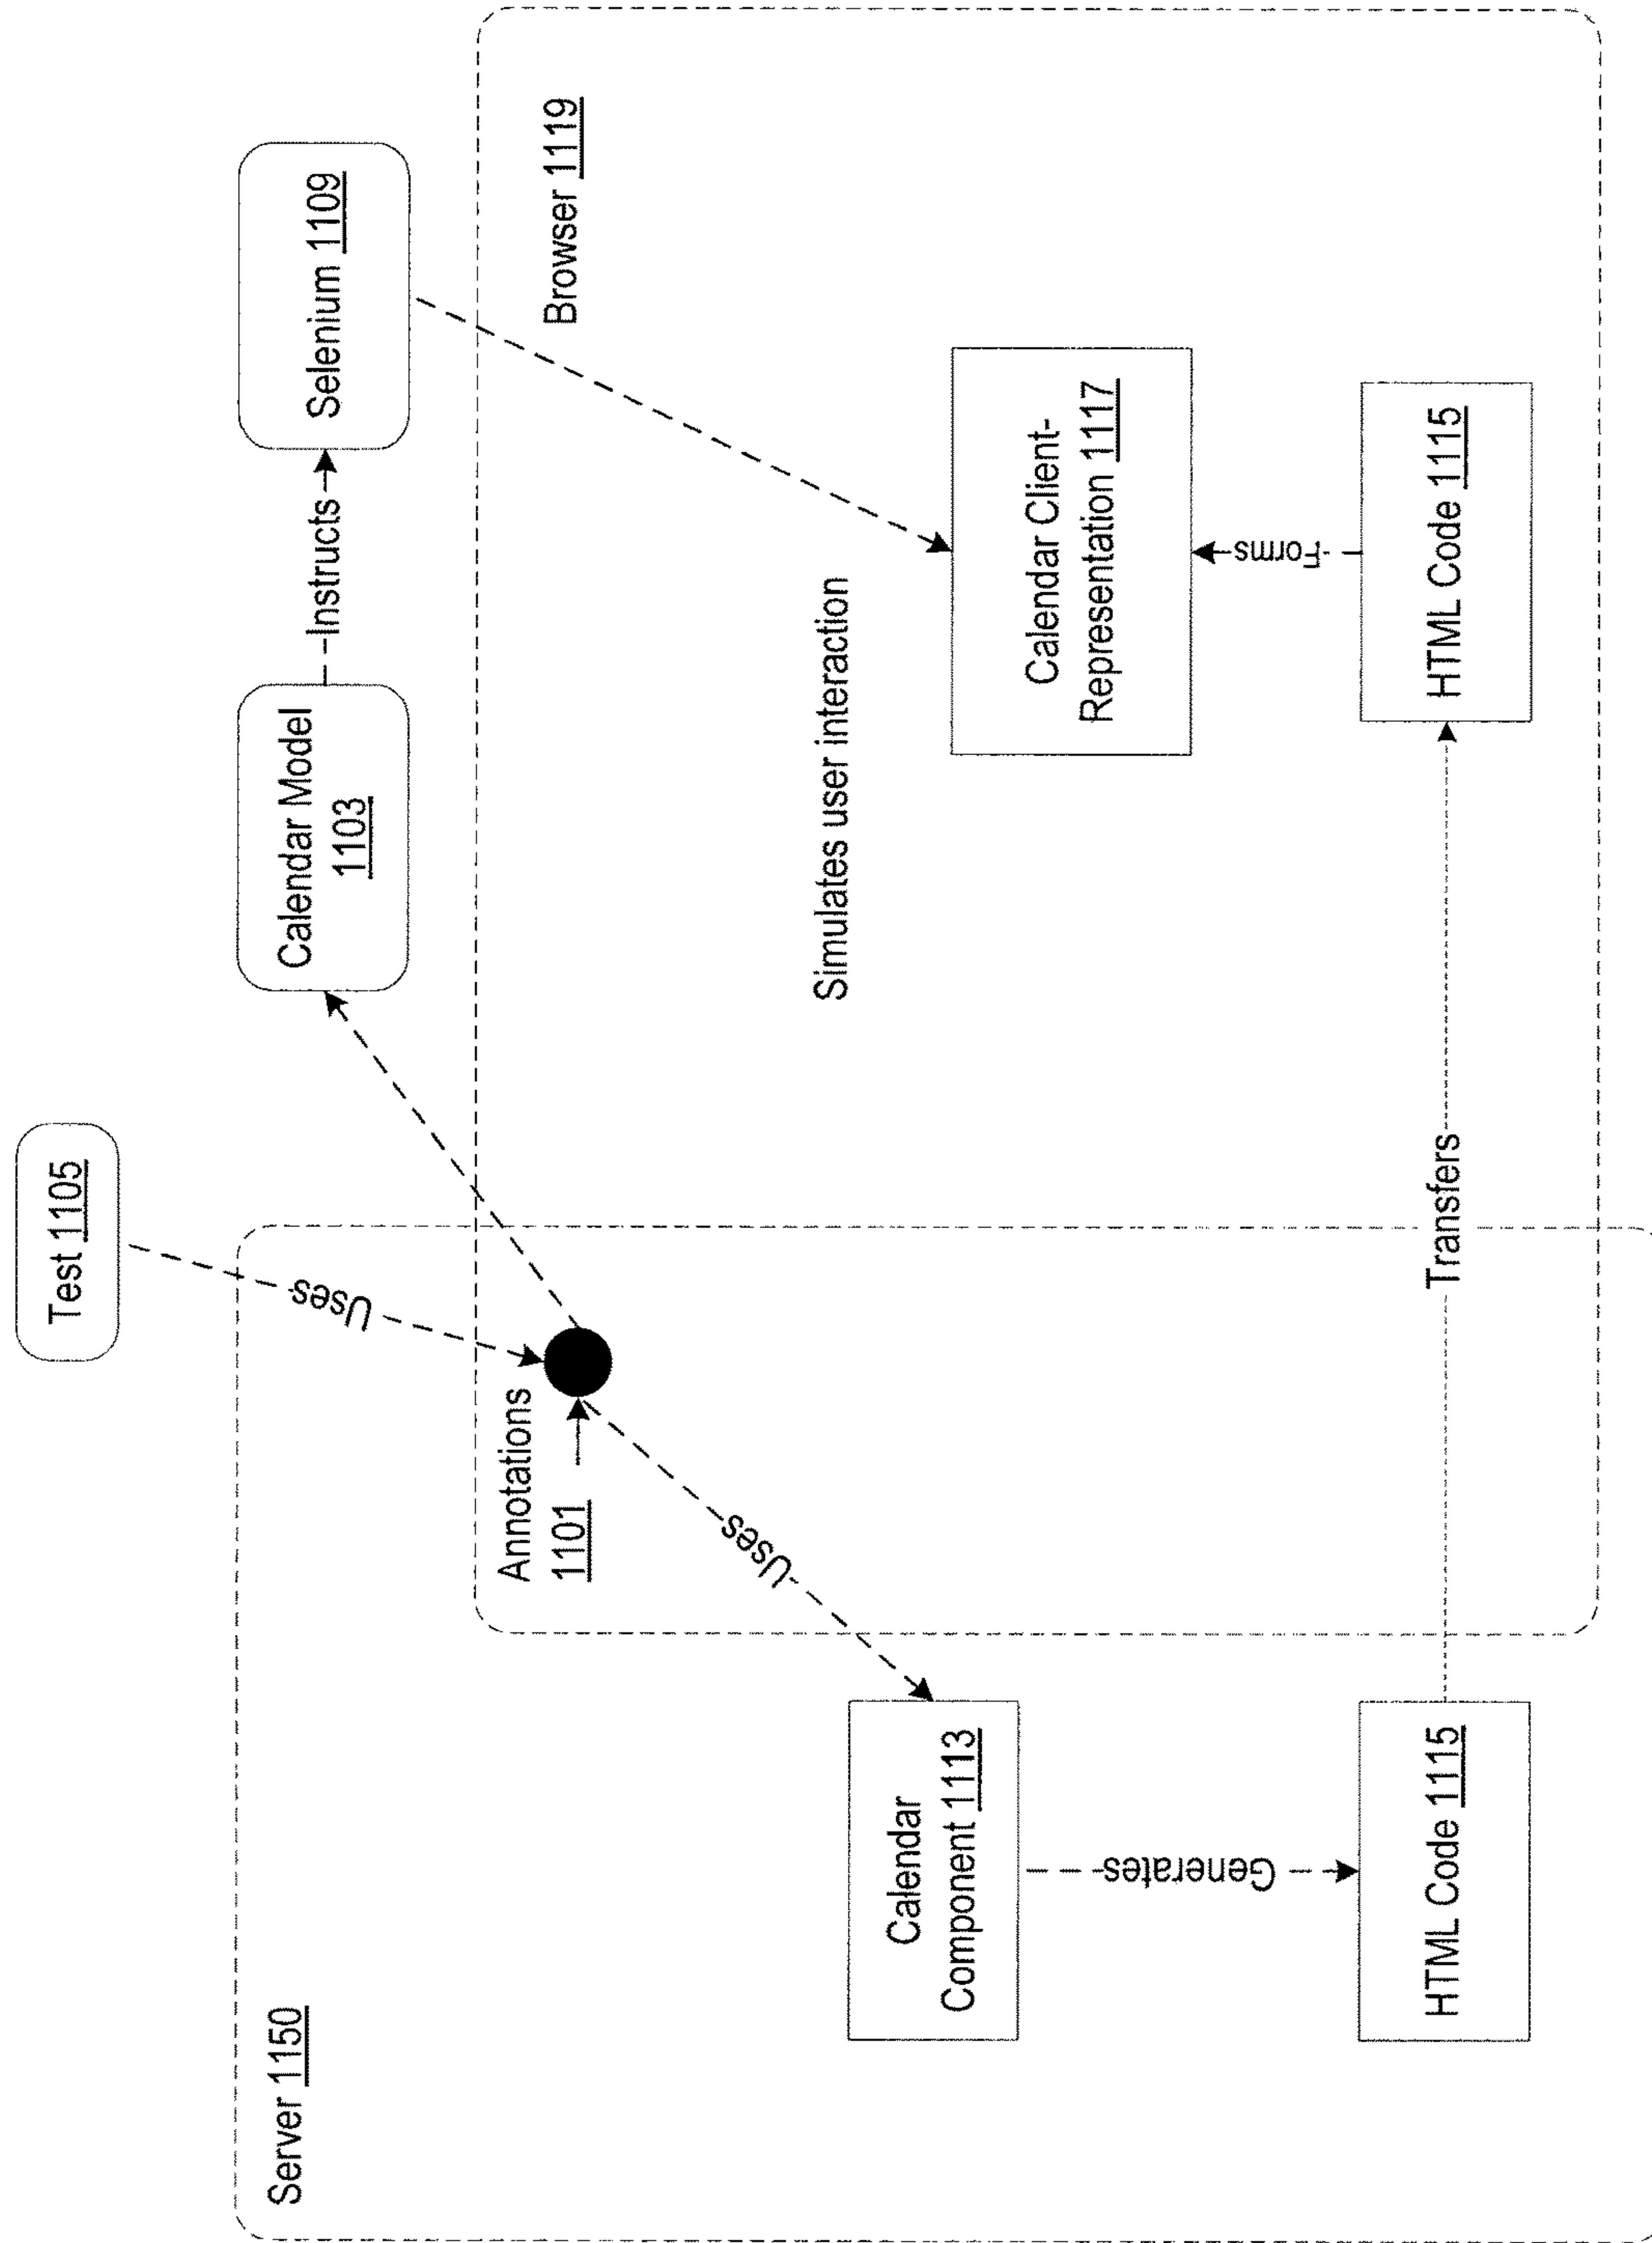 Test 1105
Server 1150
Uses
Calendar Model
1103
Instructs
Selenium 1109
Annotations
1101
Browser 1119
Uses
Simulates user interaction
Calendar
Component 1113
Calendar Client-
Representation 1117
Generates
Forms
HTML Code 1115
Transfers
HTML Code 1115